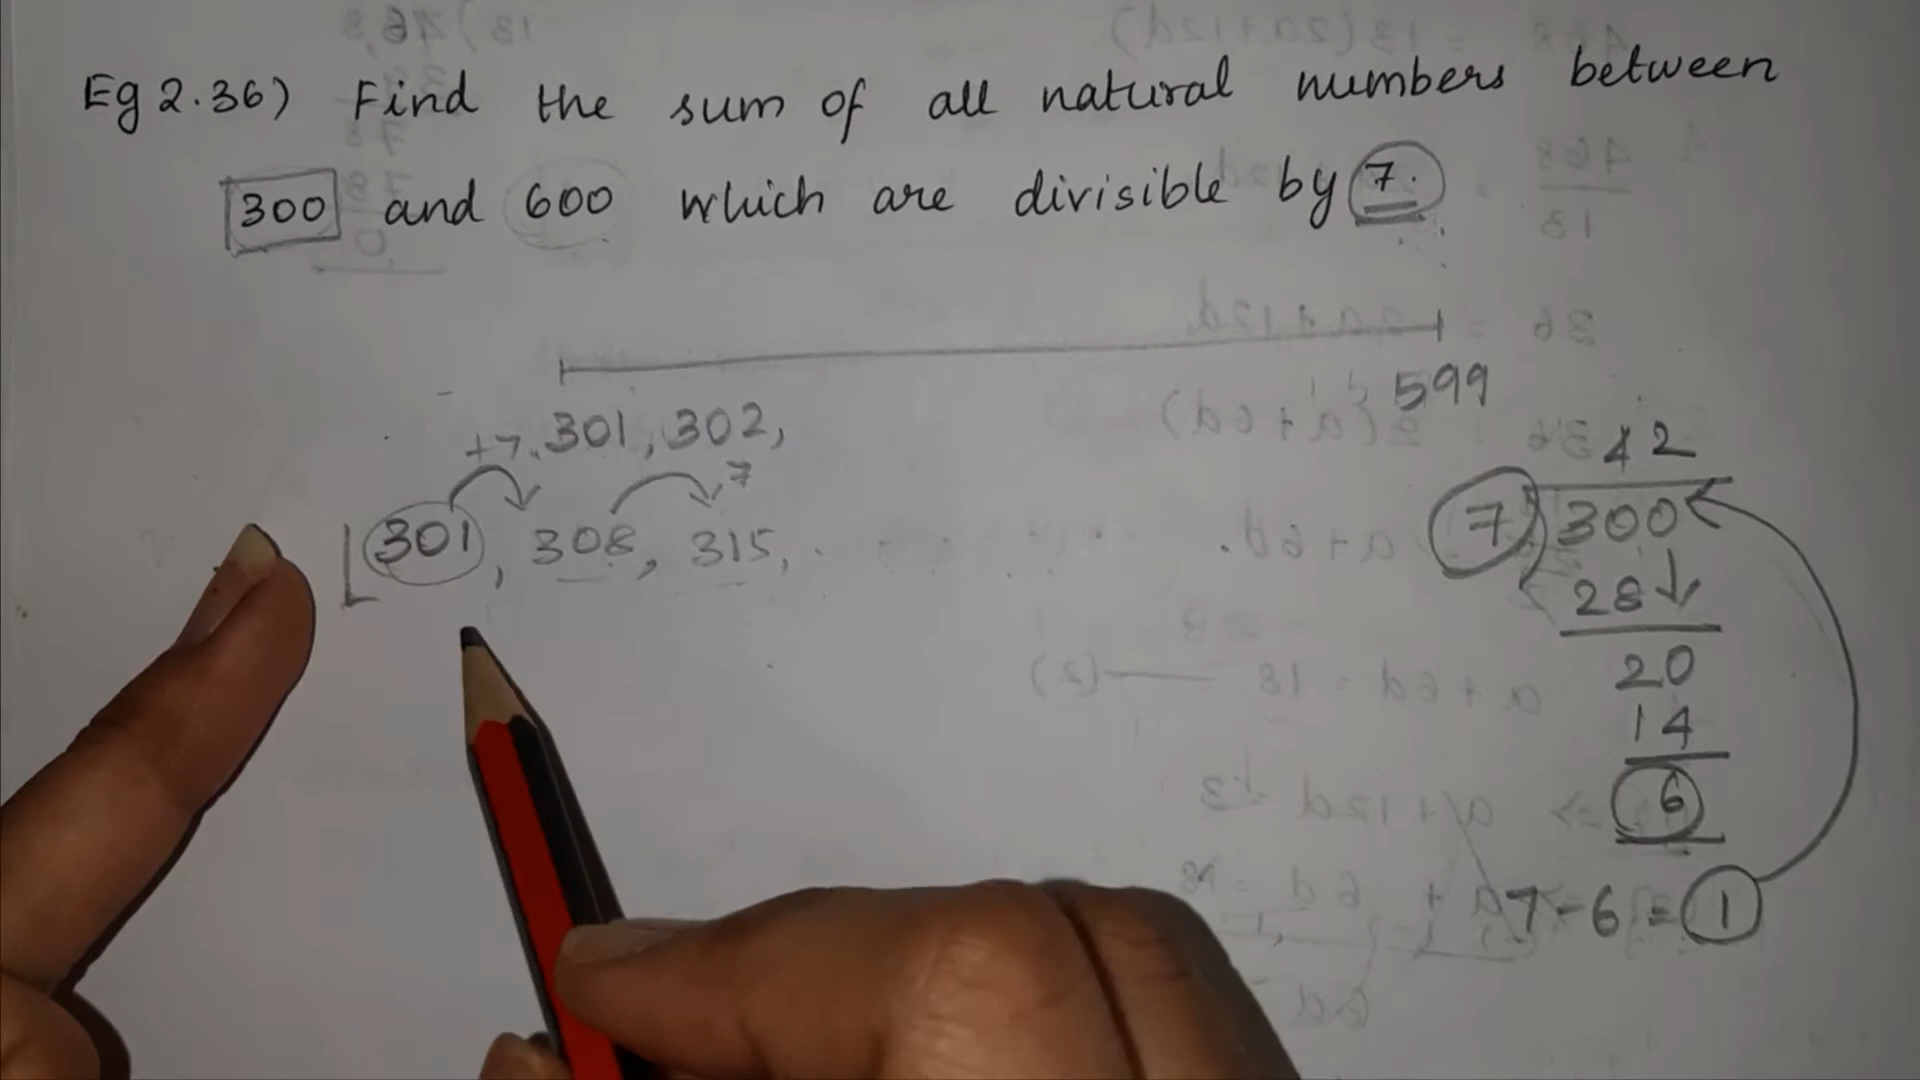 Eg 2.36) Find the sum of all natural numbers between
300 and 600 which are divisible by 7.
599
+7. 301, 302,
7
301, 308, 315,
42
7)300
28↓
20
14
6
7-6=1